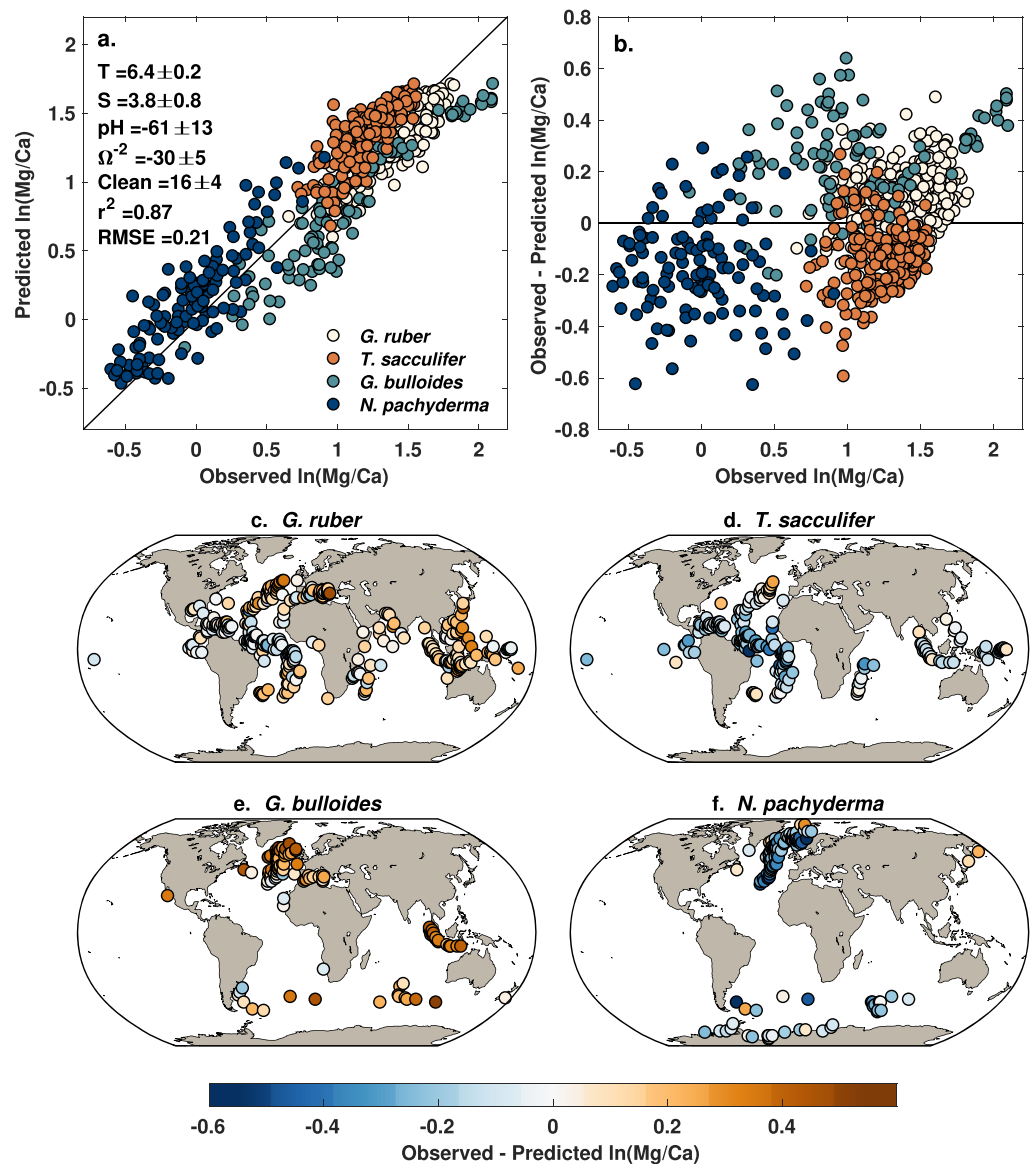 a.
T =6.4±0.2
S =3.8±0.8
pH =-61±13
Ω-2 =-30±5
Clean =16±4
r2 =0.87
RMSE =0.21
G. ruber
T. sacculifer
G. bulloides
N. pachyderma
2
1.5
1
0.5
0
-0.5
Predicted ln(Mg/Ca)
-0.5 0 0.5 1 1.5 2
Observed ln(Mg/Ca)
b.
0.8
0.6
0.4
0.2
0
-0.2
-0.4
-0.6
-0.8
Observed - Predicted ln(Mg/Ca)
-0.5 0 0.5 1 1.5 2
Observed ln(Mg/Ca)
c. G. ruber
d. T. sacculifer
e. G. bulloides
f. N. pachyderma
-0.6 -0.4 -0.2 0 0.2 0.4
Observed - Predicted ln(Mg/Ca)